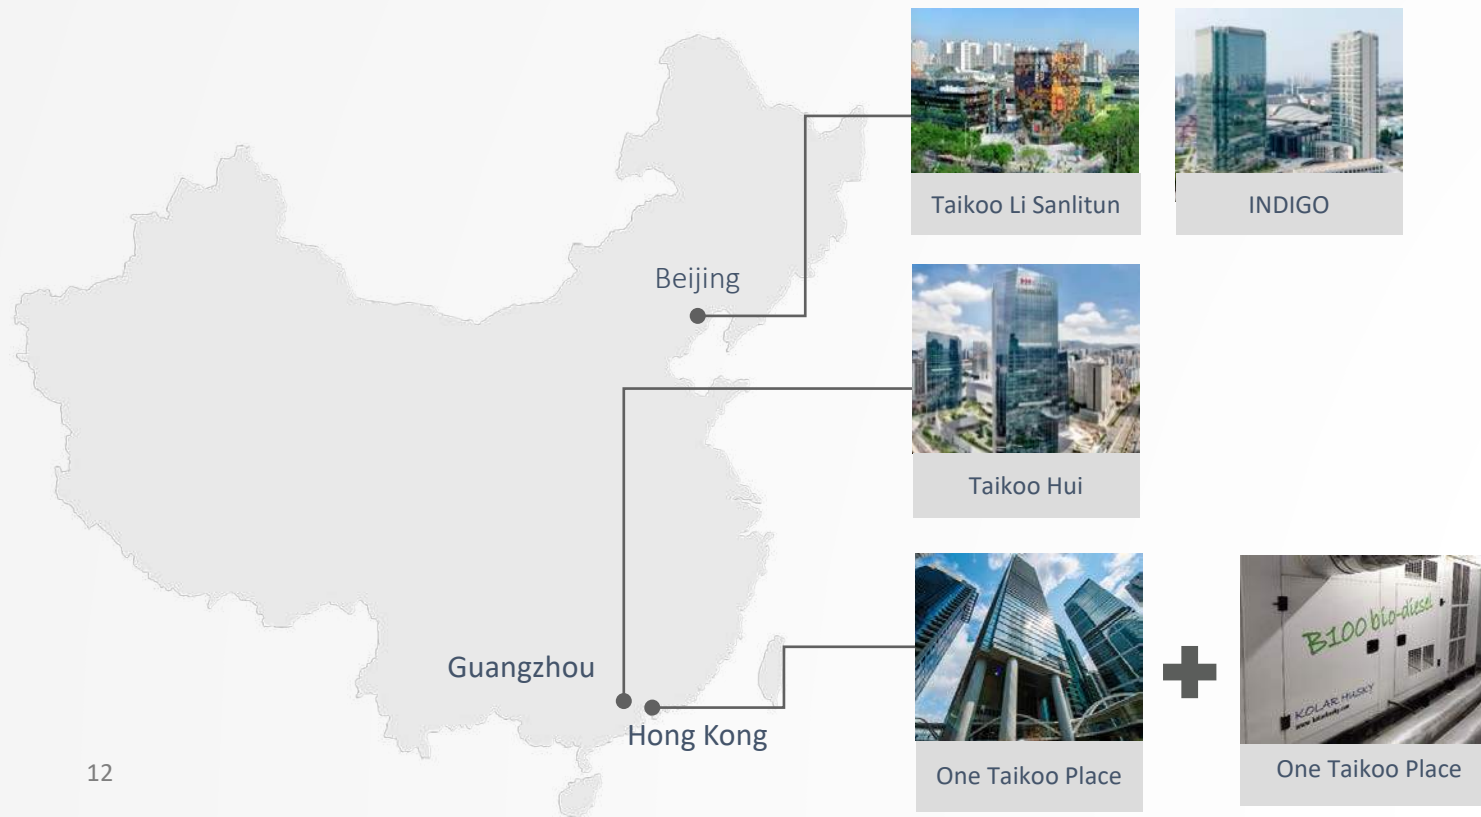 Taikoo Li Sanlitun
INDIGO
Beijing
Taikoo Hui
Guangzhou
Hong Kong
B100 bio-diesel
KOLAR HUSKY
One Taikoo Place
One Taikoo Place
12